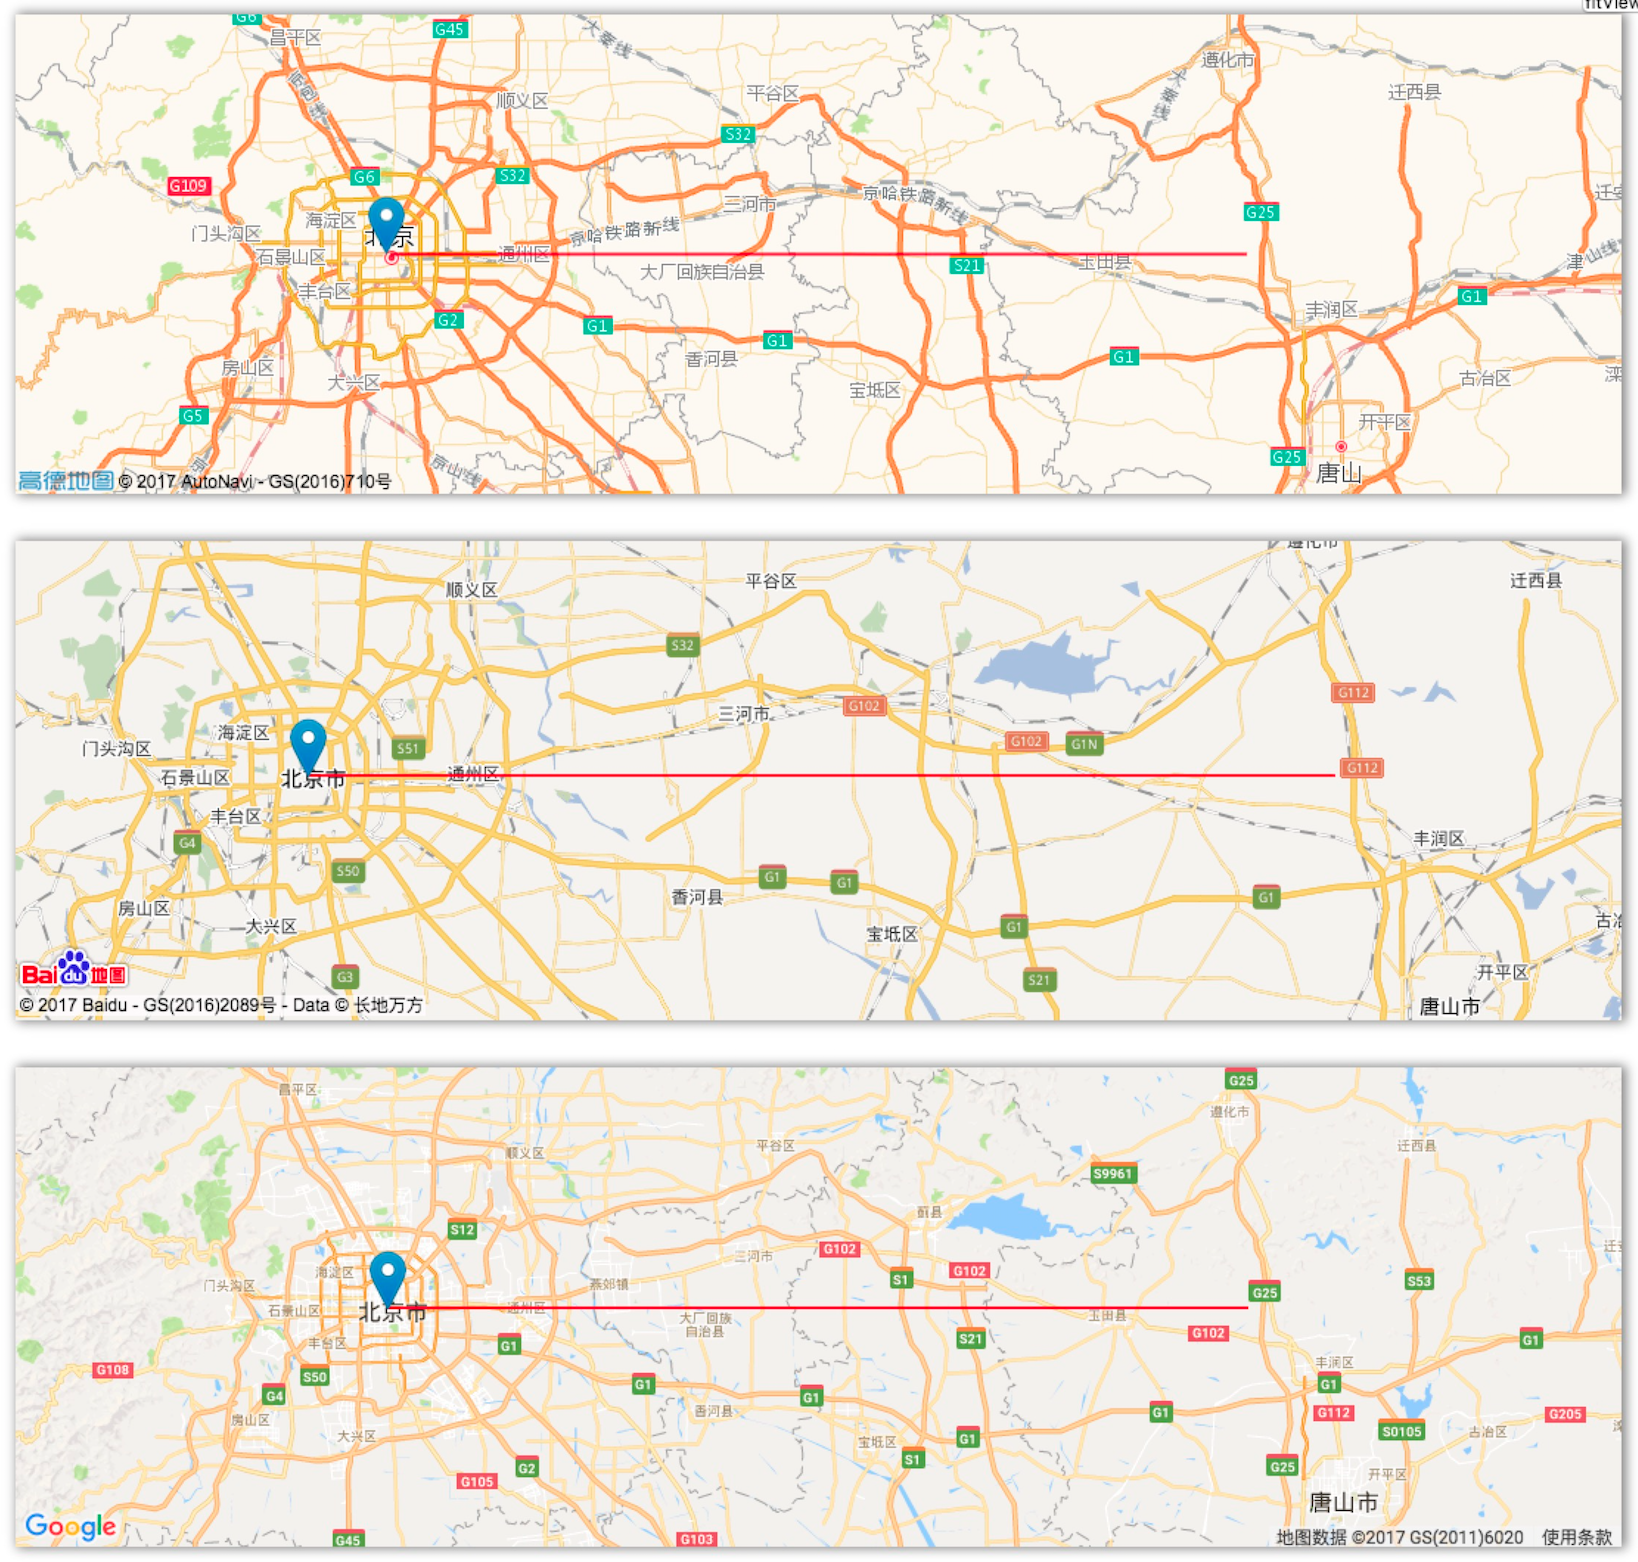 fitView
G6
昌平区
G45
大秦线
遵化市
京包线
顺义区
平谷区
大秦线
迁西县
S32
G109
G6
S32
海淀区
三河市
京哈铁路新线
门头沟区
北京
京哈铁路新线
G25
石景山区
通州区
大厂回族自治县
S21
玉田县
津山线
丰台区
G2
G1
G1
丰润区
G1
房山区
大兴区
香河县
宝坻区
G1
古冶区
G5
开平区
京山线
G25
唐山
高德地图 © 2017 AutoNavi - GS(2016)710号
遵化市
顺义区
平谷区
迁西县
S32
G112
海淀区
三河市
G102
门头沟区
S51
G102
G1N
石景山区
北京市
通州区
G112
丰台区
G4
丰润区
S50
香河县
G1
G1
G1
房山区
大兴区
宝坻区
G1
G3
S21
开平区
Bai du 地图
唐山市
© 2017 Baidu - GS(2016)2089号 - Data © 长地万方
昌平区
G25
遵化市
顺义区
平谷区
迁西县
S9961
蓟县
S12
三河市
G102
海淀区
燕郊镇
S1
G102
S53
门头沟区
G25
石景山区
北京市
通州区
大厂回族
自治县
玉田县
G102
丰台区
G1
S21
G1
G108
S50
G4
G1
G1
丰润区
G1
房山区
香河县
G1
G112
G205
大兴区
宝坻区
S1
G1
S0105
古冶区
G105
G2
G25
开平区
唐山市
Google
G45
G103
地图数据 ©2017 GS(2011)6020 使用条款